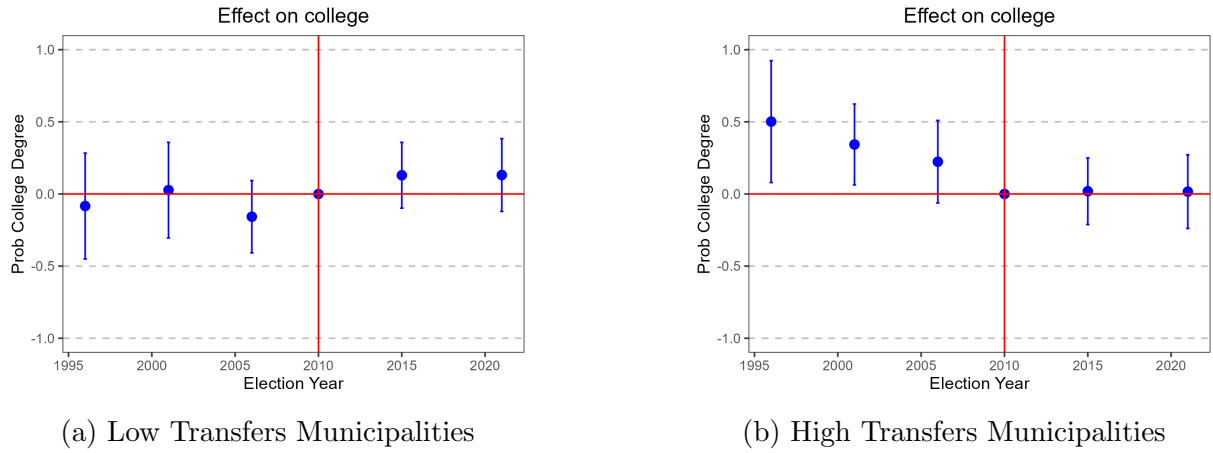 Effect on college
1.0
0.5
0.0
-0.5
-1.0
Prob College Degree
1995 2000 2005 2010 2015 2020
Election Year
(a) Low Transfers Municipalities
Effect on college
1.0
0.5
0.0
-0.5
-1.0
Prob College Degree
1995 2000 2005 2010 2015 2020
Election Year
(b) High Transfers Municipalities